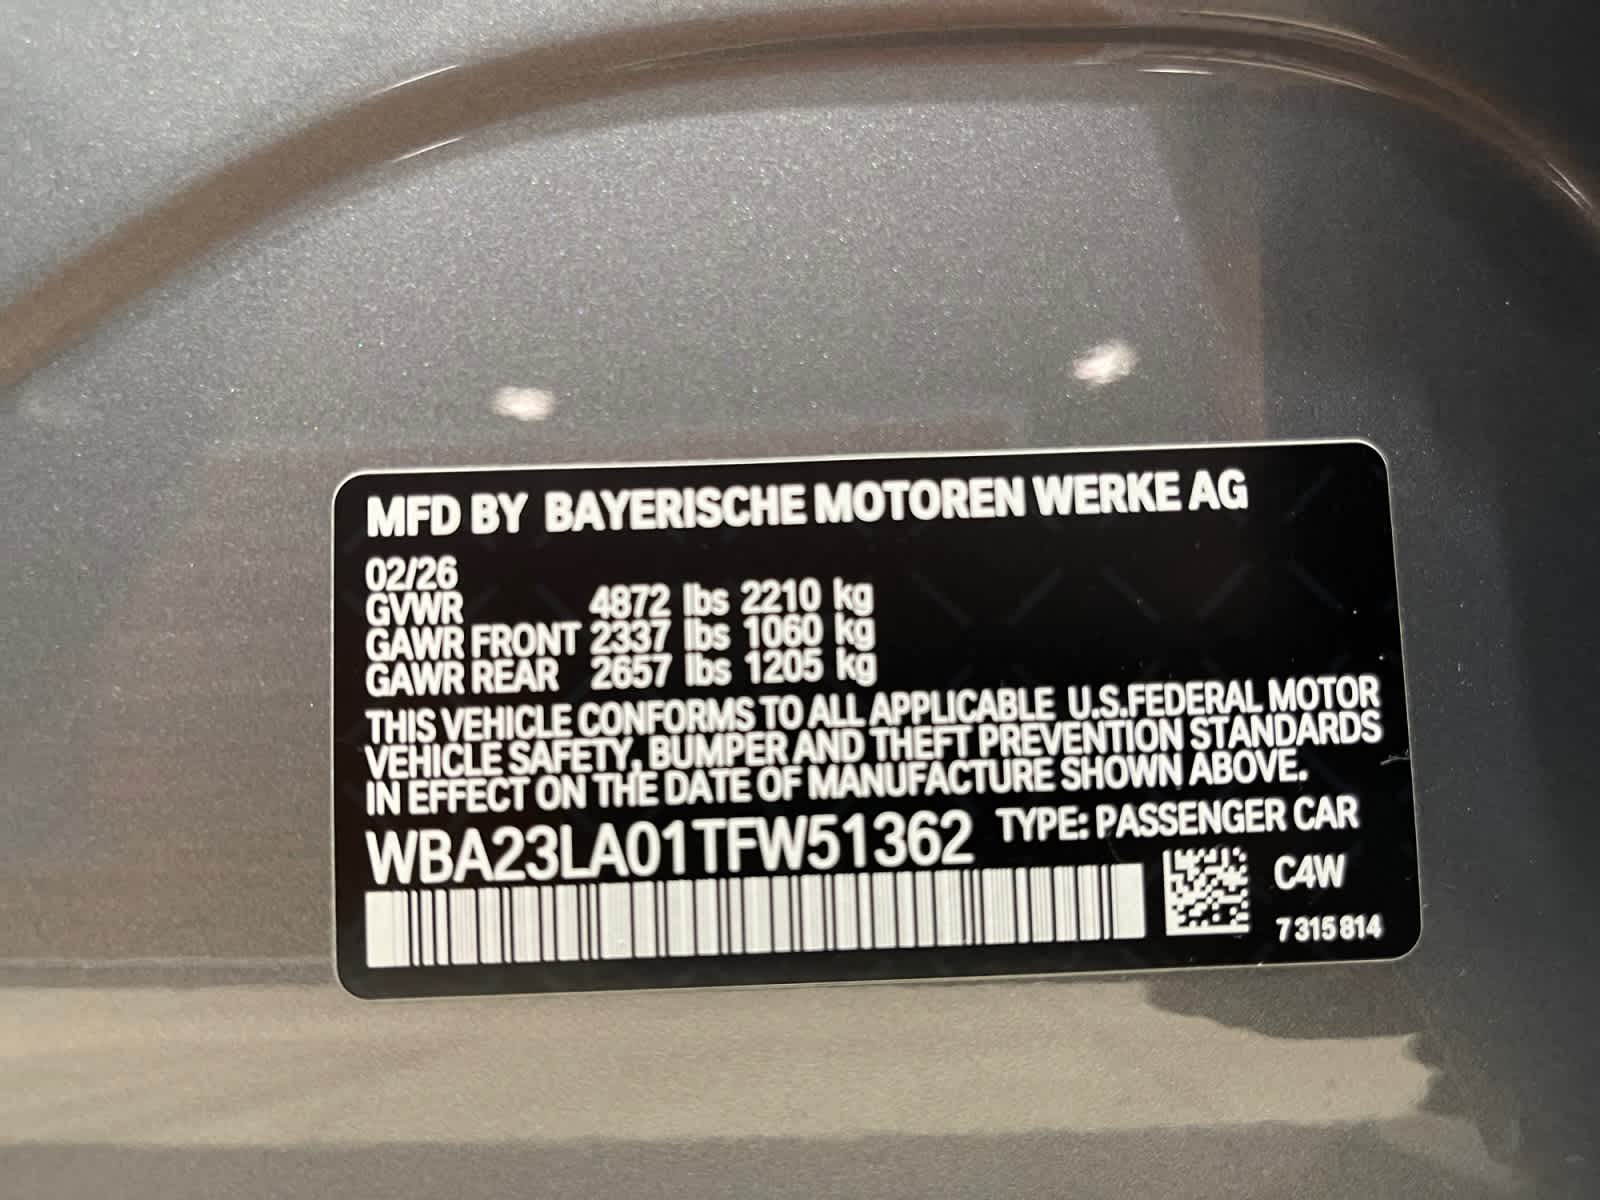 MFD BY BAYERISCHE MOTOREN WERKE AG
02/26
GVWR 4872 lbs 2210 kg
GAWR FRONT 2337 lbs 1060 kg
GAWR REAR 2657 lbs 1205 kg
THIS VEHICLE CONFORMS TO ALL APPLICABLE U.S.FEDERAL MOTOR
VEHICLE SAFETY, BUMPER AND THEFT PREVENTION STANDARDS
IN EFFECT ON THE DATE OF MANUFACTURE SHOWN ABOVE.
WBA23LA01TFW51362 TYPE: PASSENGER CAR
C4W
7 315 814